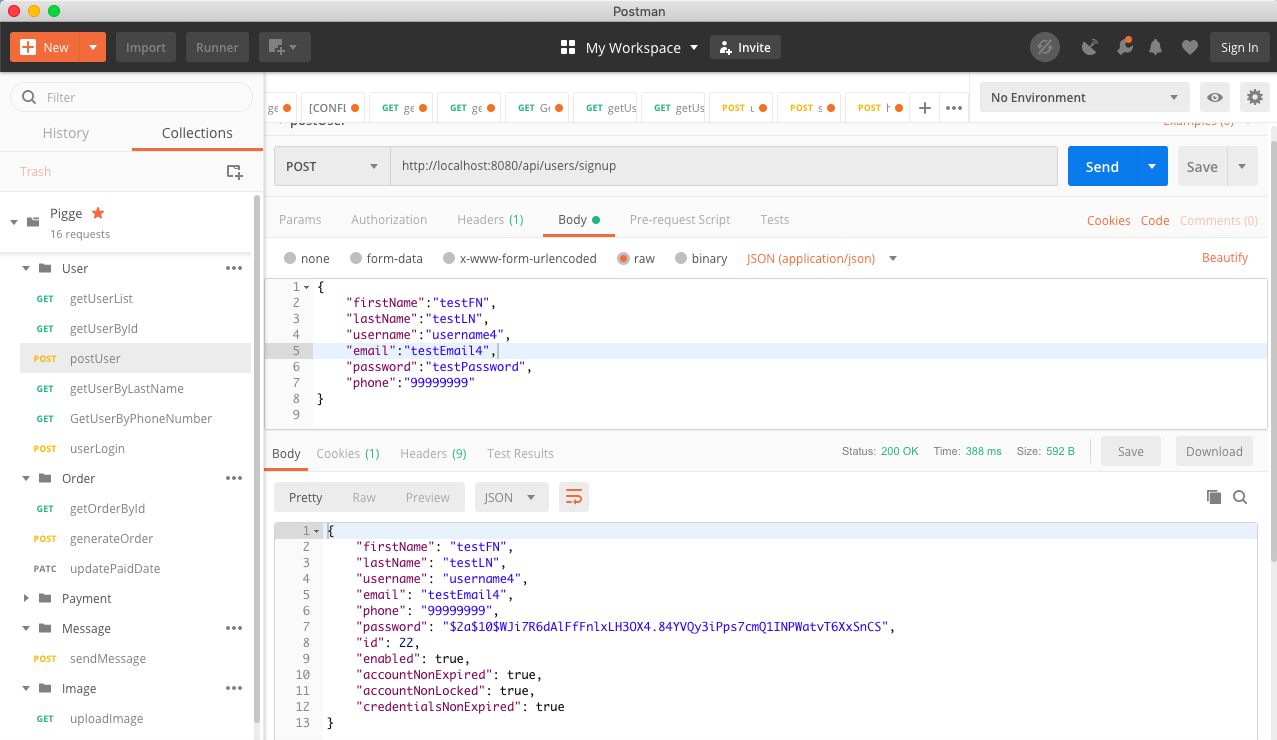 Postman
New Import Runner My Workspace Invite Sign In
Filter
History Collections
Trash
Pigge
16 requests
User
GET getUserList
GET getUserById
POST postUser
GET getUserByLastName
GET GetUserByPhoneNumber
POST userLogin
Order
GET getOrderById
POST generateOrder
PATC updatePaidDate
Payment
Message
POST sendMessage
Image
GET uploadImage
ge [CONFL GET ge GET ge GET Ge GET getUs GET getUs POST u POST s POST h + ••• No Environment
postUser Examples (0)
POST http://localhost:8080/api/users/signup Send Save
Params Authorization Headers (1) Body Pre-request Script Tests Cookies Code Comments (0)
none form-data x-www-form-urlencoded raw binary JSON (application/json) Beautify
1 {
2 "firstName":"testFN",
3 "lastName":"testLN",
4 "username":"username4",
5 "email":"testEmail4",
6 "password":"testPassword",
7 "phone":"99999999"
8 }
9
Body Cookies (1) Headers (9) Test Results Status: 200 OK Time: 388 ms Size: 592 B Save Download
Pretty Raw Preview JSON
1 {
2 "firstName": "testFN",
3 "lastName": "testLN",
4 "username": "username4",
5 "email": "testEmail4",
6 "phone": "99999999",
7 "password": "$2a$10$WJi7R6dAlFfFnlxLH3OX4.84YVQy3iPps7cmQ1INPWatvT6XxSnCS",
8 "id": 22,
9 "enabled": true,
10 "accountNonExpired": true,
11 "accountNonLocked": true,
12 "credentialsNonExpired": true
13 }